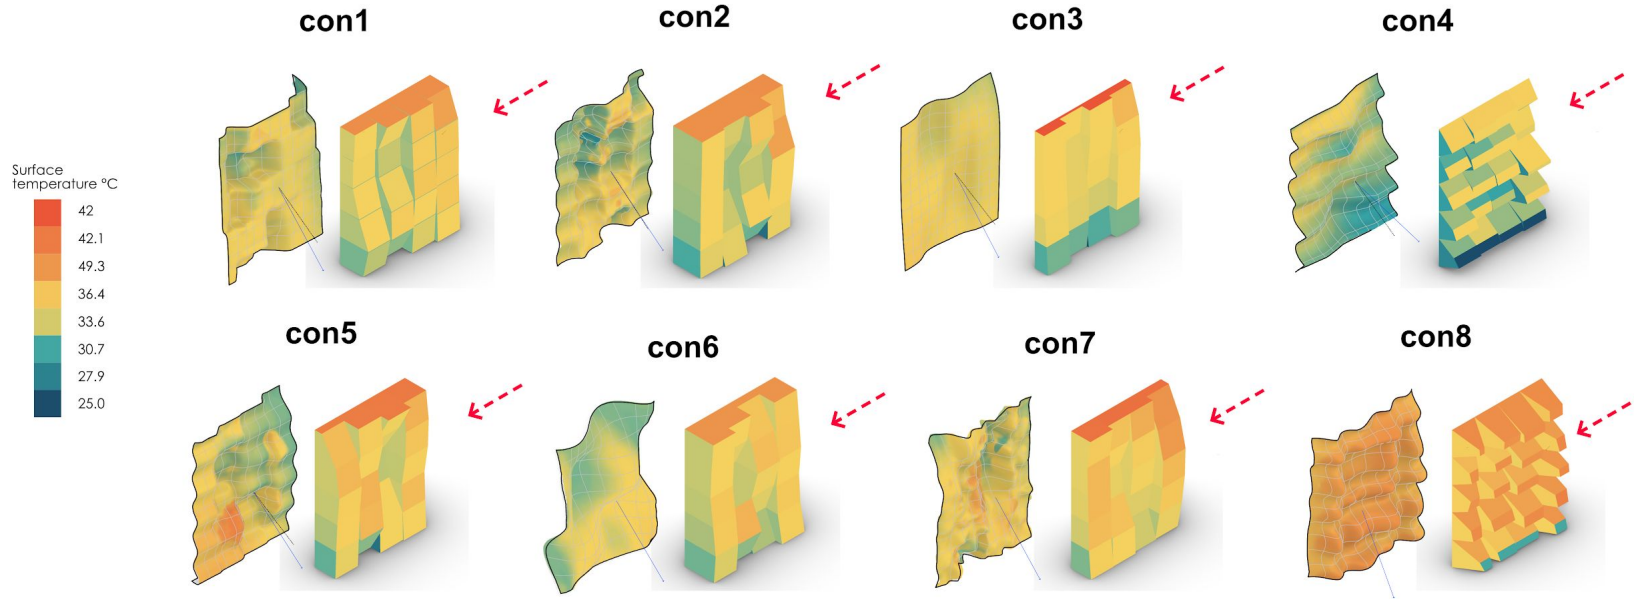 con1
con2
con3
con4
Surface
temperature °C
42
42.1
49.3
36.4
33.6
30.7
27.9
25.0
con5
con6
con7
con8